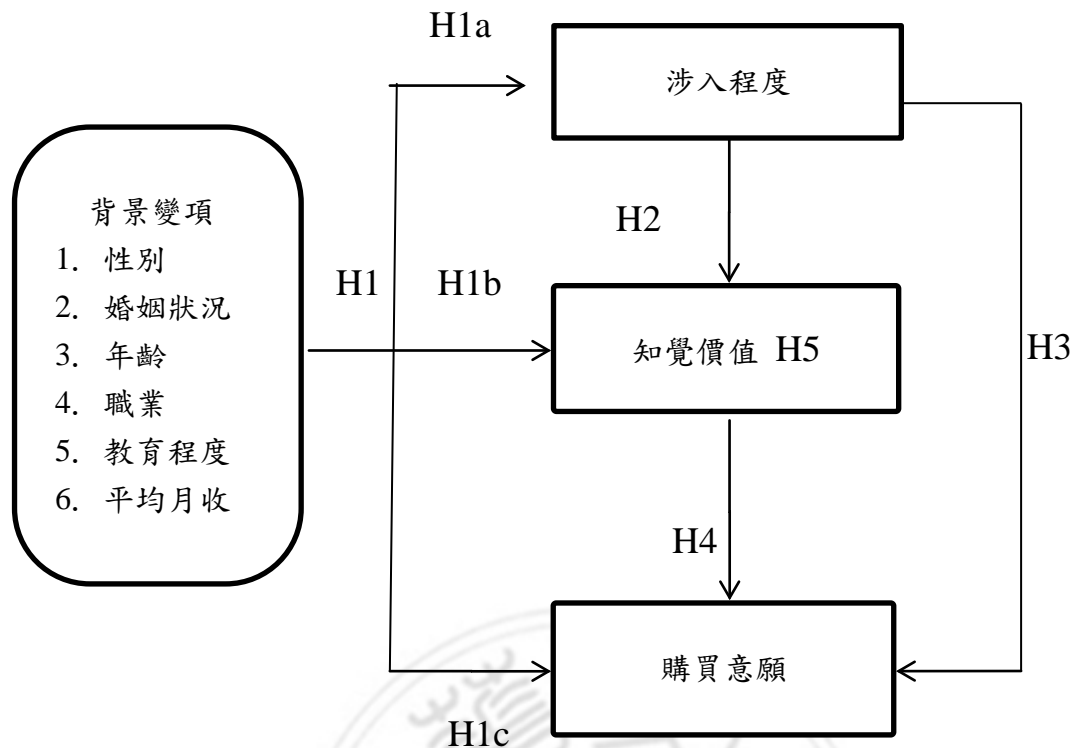 H1a
涉入程度
背景變項
1. 性別
2. 婚姻狀況
3. 年齡
4. 職業
5. 教育程度
6. 平均月收
H1
H1b
H2
知覺價值 H5
H3
H4
購買意願
H1c